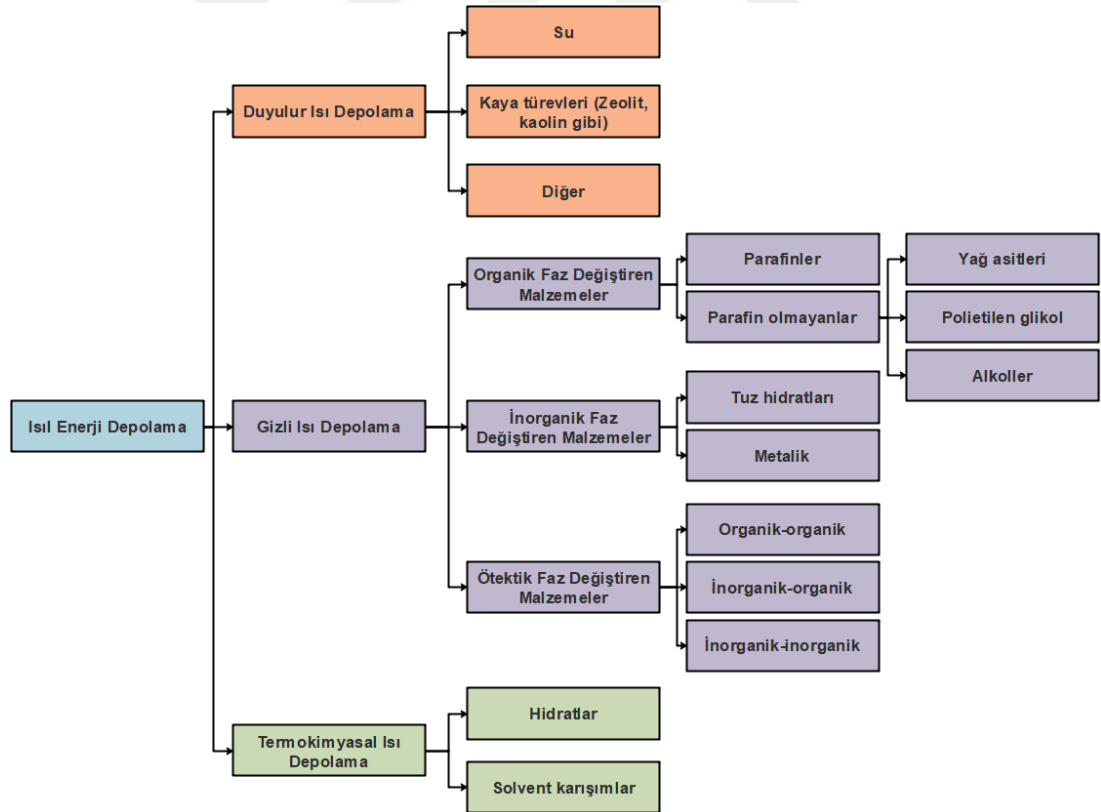 Su
Duyulur Isı Depolama
Kaya türevleri (Zeolit,
kaolin gibi)
Diğer
Organik Faz Değiştiren
Malzemeler
Parafinler
Yağ asitleri
Parafin olmayanlar
Polietilen glikol
Alkoller
Isıl Enerji Depolama
Gizli Isı Depolama
İnorganik Faz
Değiştiren Malzemeler
Tuz hidratları
Metalik
Organik-organik
Ötektik Faz Değiştiren
Malzemeler
İnorganik-organik
İnorganik-inorganik
Termokimyasal Isı
Depolama
Hidratlar
Solvent karışımlar